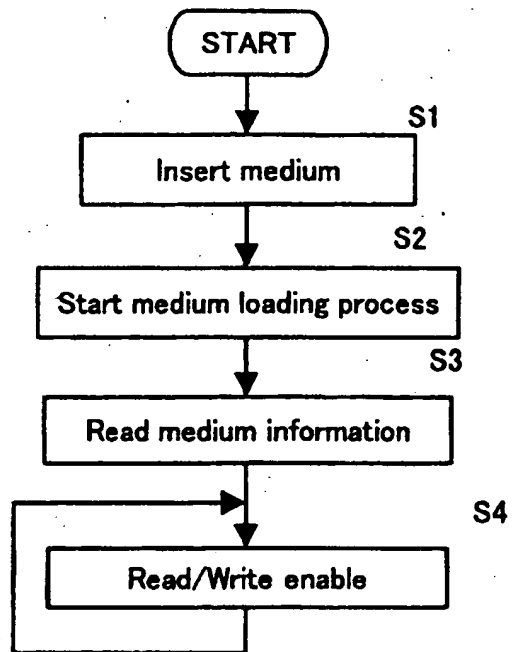 START
S1
Insert medium
S2
Start medium loading process
S3
Read medium information
S4
Read/Write enable